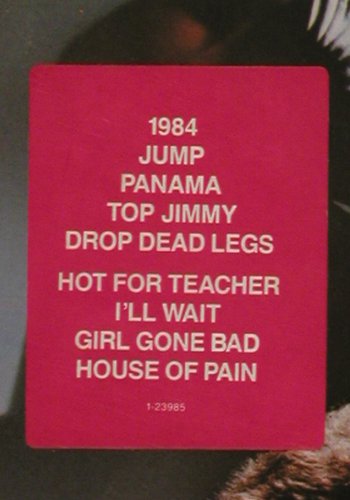 1984
JUMP
PANAMA
TOP JIMMY
DROP DEAD LEGS
HOT FOR TEACHER
I'LL WAIT
GIRL GONE BAD
HOUSE OF PAIN
1-23985